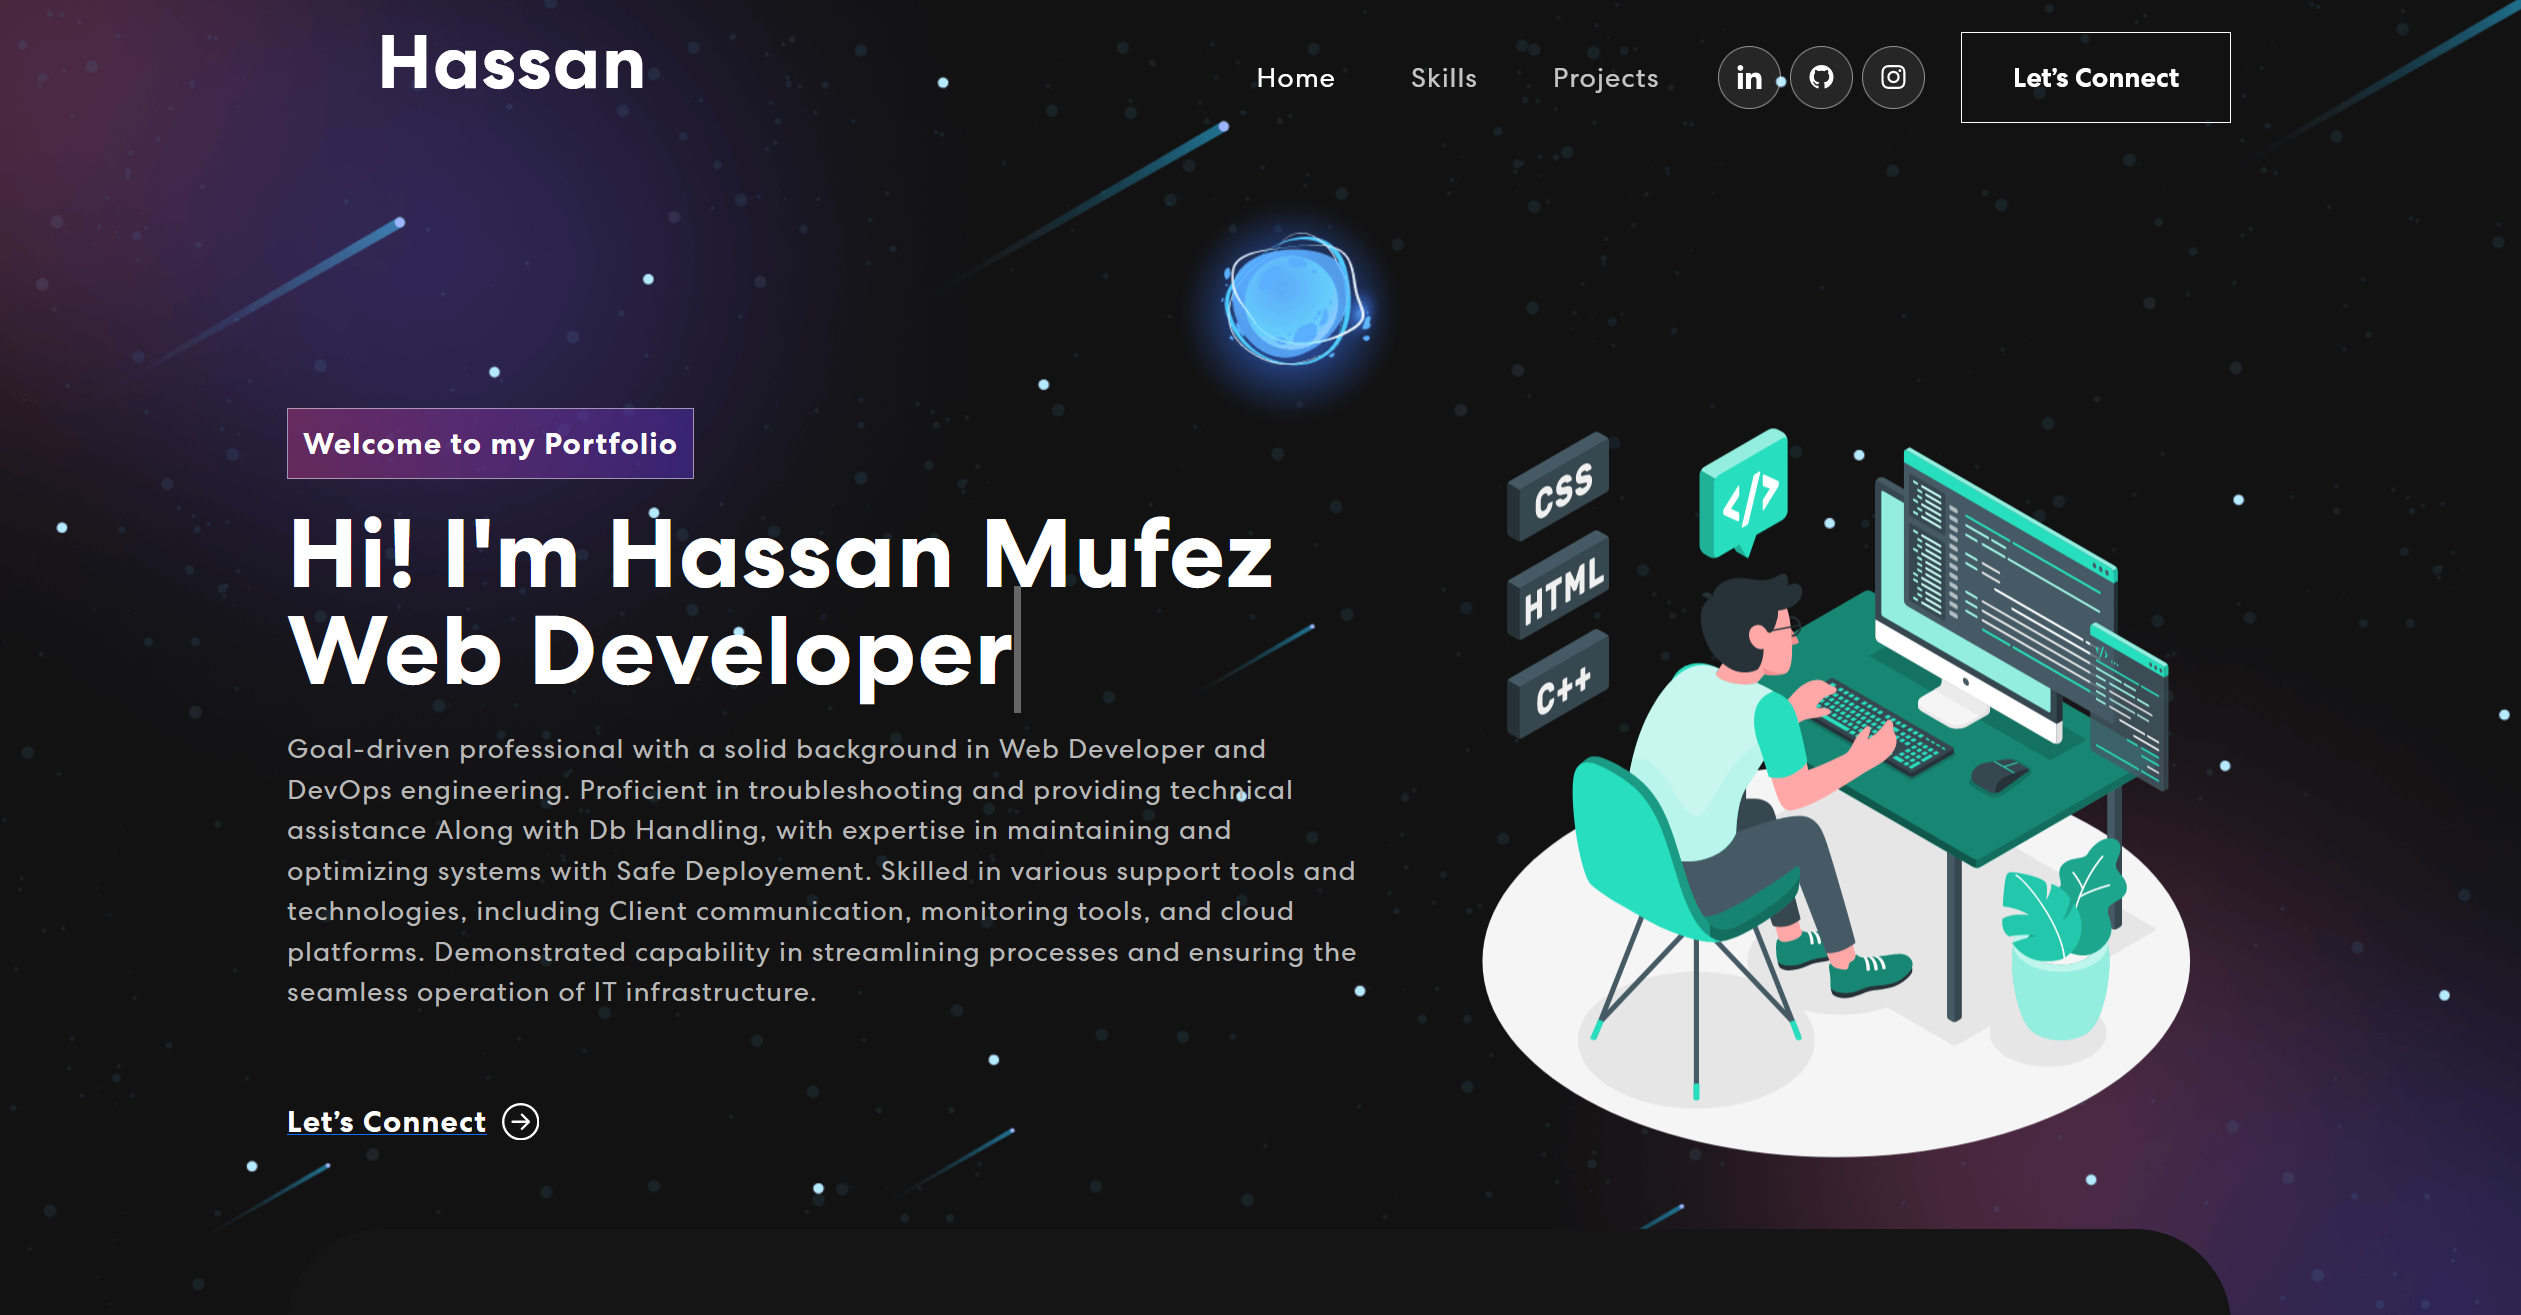 Hassan
Home Skills Projects Let's Connect
Welcome to my Portfolio
Hi! I'm Hassan Mufez
Web Developer
Goal-driven professional with a solid background in Web Developer and
DevOps engineering. Proficient in troubleshooting and providing technical
assistance Along with Db Handling, with expertise in maintaining and
optimizing systems with Safe Deployement. Skilled in various support tools and
technologies, including Client communication, monitoring tools, and cloud
platforms. Demonstrated capability in streamlining processes and ensuring the
seamless operation of IT infrastructure.
Let's Connect
CSS
</>
HTML
C++
</>...